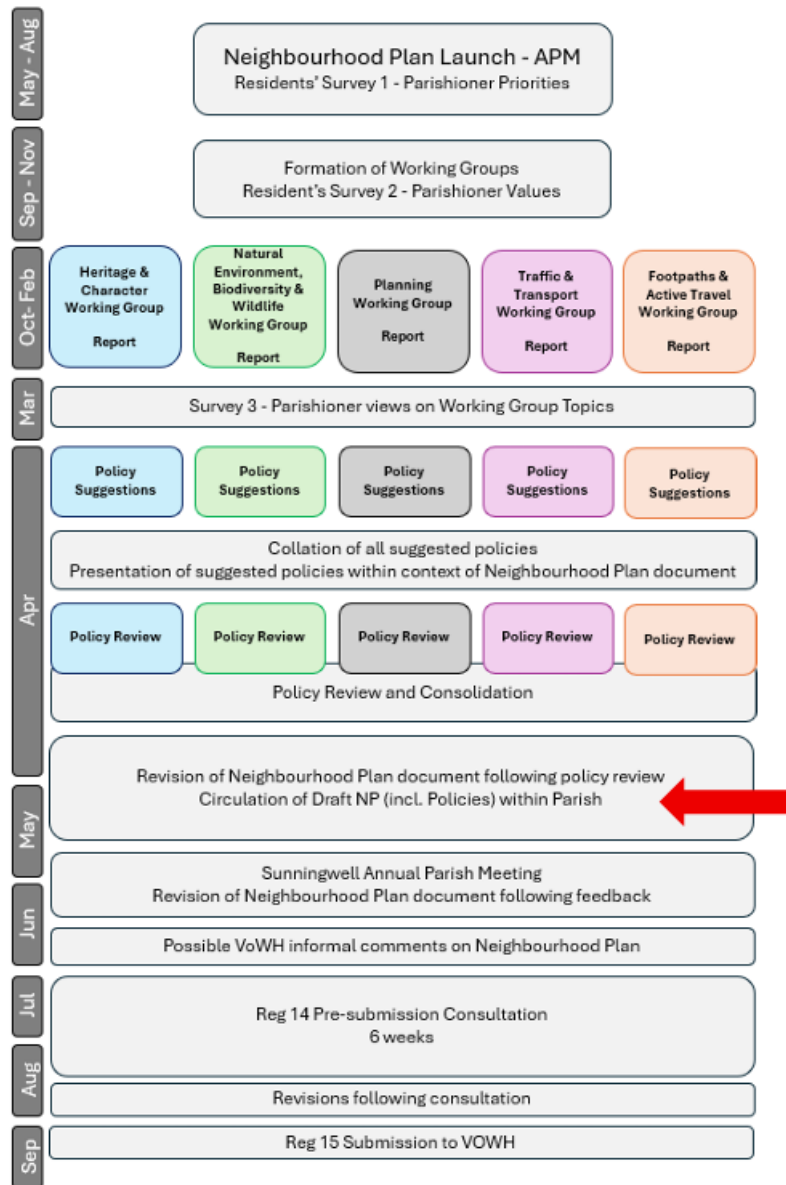 May - Aug
Neighbourhood Plan Launch - APM
Residents' Survey 1 - Parishioner Priorities
Sep - Nov
Formation of Working Groups
Resident's Survey 2 - Parishioner Values
Oct- Feb
Heritage &
Character
Working Group
Report
Natural
Environment,
Biodiversity &
Wildlife
Working Group
Report
Planning
Working Group
Report
Traffic &
Transport
Working Group
Report
Footpaths &
Active Travel
Working Group
Report
Mar
Survey 3 - Parishioner views on Working Group Topics
Apr
Policy
Suggestions
Policy
Suggestions
Policy
Suggestions
Policy
Suggestions
Policy
Suggestions
Collation of all suggested policies
Presentation of suggested policies within context of Neighbourhood Plan document
Policy Review
Policy Review
Policy Review
Policy Review
Policy Review
Policy Review and Consolidation
Revision of Neighbourhood Plan document following policy review
Circulation of Draft NP (incl. Policies) within Parish
May
Sunningwell Annual Parish Meeting
Revision of Neighbourhood Plan document following feedback
Jun
Possible VoWH informal comments on Neighbourhood Plan
Jul
Reg 14 Pre-submission Consultation
6 weeks
Aug
Revisions following consultation
Sep
Reg 15 Submission to VOWH